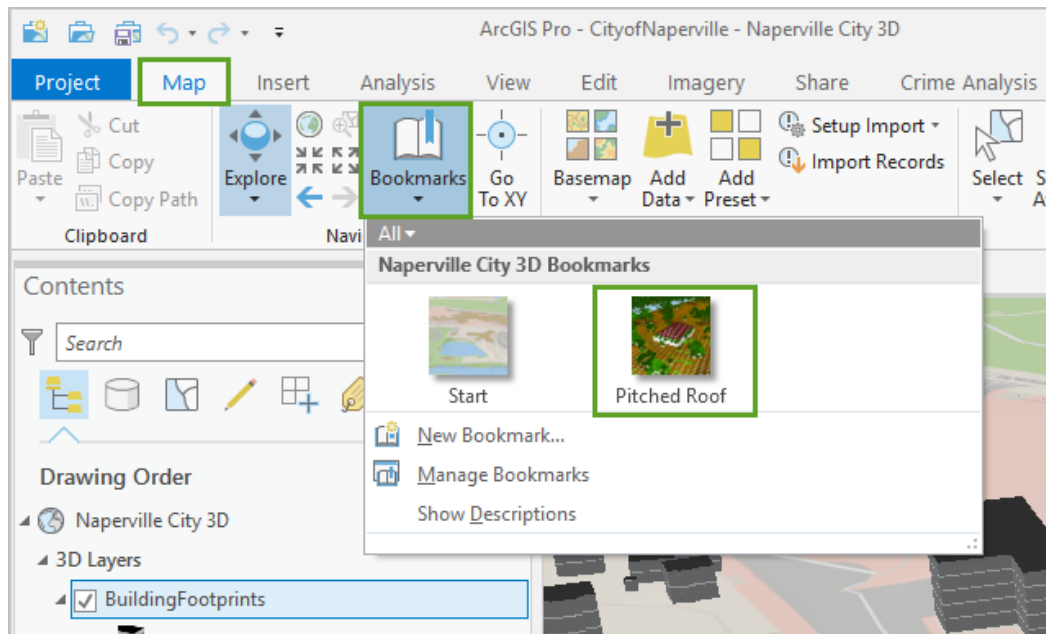 ArcGIS Pro - CityofNaperville - Naperville City 3D
Project Map Insert Analysis View Edit Imagery Share Crime Analysis
Paste
Cut
Copy
Copy Path
Clipboard
Explore
Navi
Bookmarks
Go
To XY
Basemap
Add
Data
Add
Preset
Setup Import
Import Records
Select
All
Naperville City 3D Bookmarks
Start
Pitched Roof
New Bookmark...
Manage Bookmarks
Show Descriptions
Contents
Search
Drawing Order
Naperville City 3D
3D Layers
BuildingFootprints